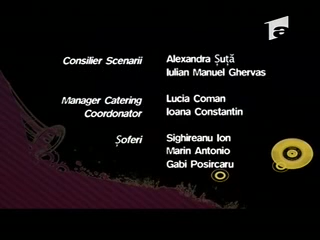 Consilier Scenarii Alexandra Șuță
Iulian Manuel Ghervas
Manager Catering Lucia Coman
Coordonator Ioana Constantin
Șoferi Sighireanu Ion
Marin Antonio
Gabi Posircaru